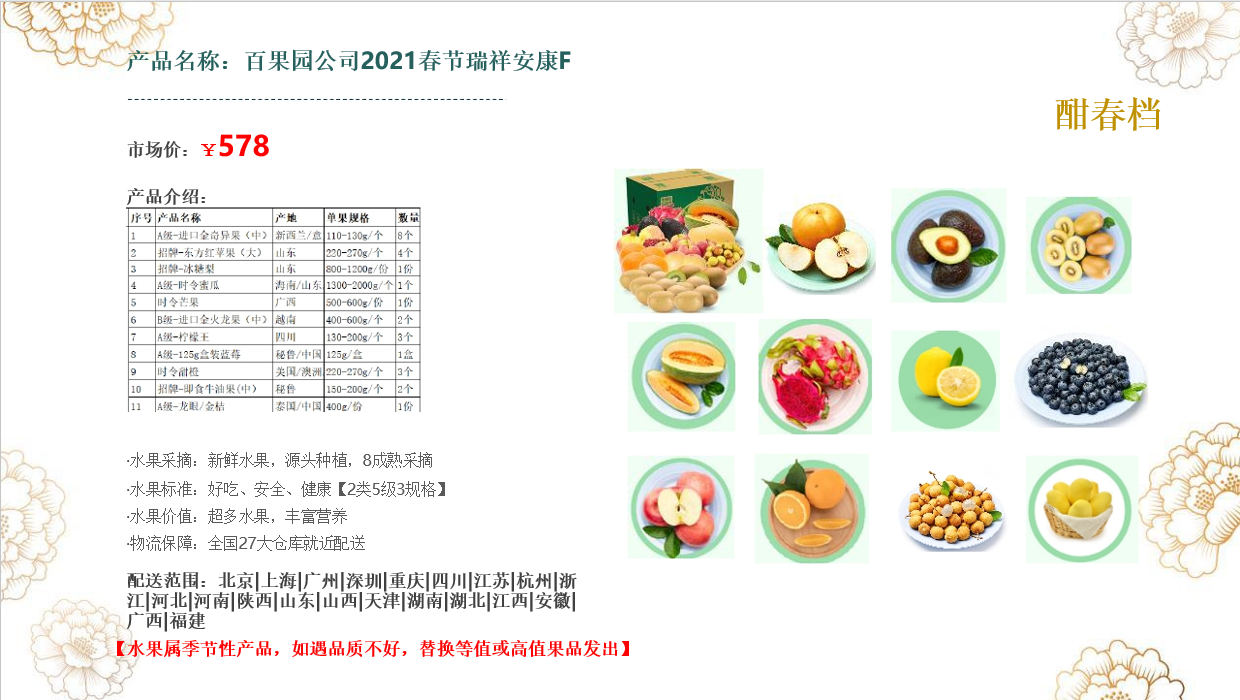 产品名称：百果园公司2021春节瑞祥安康F
酣春档
市场价：￥578
产品介绍：
序号 产品名称 产地 单果规格 数量
1 A级-进口金奇异果（中） 新西兰/意 110-130g/个 8个
2 招牌-东方红苹果（大） 山东 220-270g/个 4个
3 招牌-冰糖梨 山东 800-1200g/份 1份
4 A级-时令蜜瓜 海南/山东 1300-2000g/个 1个
5 时令芒果 广西 500-600g/份 1份
6 B级-进口金火龙果（中） 越南 400-600g/个 2个
7 A级-柠檬王 四川 130-200g/个 3个
8 A级-125g盒装蓝莓 秘鲁/中国 125g/盒 1盒
9 时令甜橙 美国/澳洲 220-270g/个 3个
10 招牌-即食牛油果(中) 秘鲁 150-200g/个 2个
11 A级-龙眼/金桔 泰国/中国 400g/份 1份
·水果采摘：新鲜水果，源头种植，8成熟采摘
·水果标准：好吃、安全、健康【2类5级3规格】
·水果价值：超多水果，丰富营养
·物流保障：全国27大仓库就近配送
配送范围：北京|上海|广州|深圳|重庆|四川|江苏|杭州|浙
江|河北|河南|陕西|山东|山西|天津|湖南|湖北|江西|安徽|
广西|福建
【水果属季节性产品，如遇品质不好，替换等值或高值果品发出】